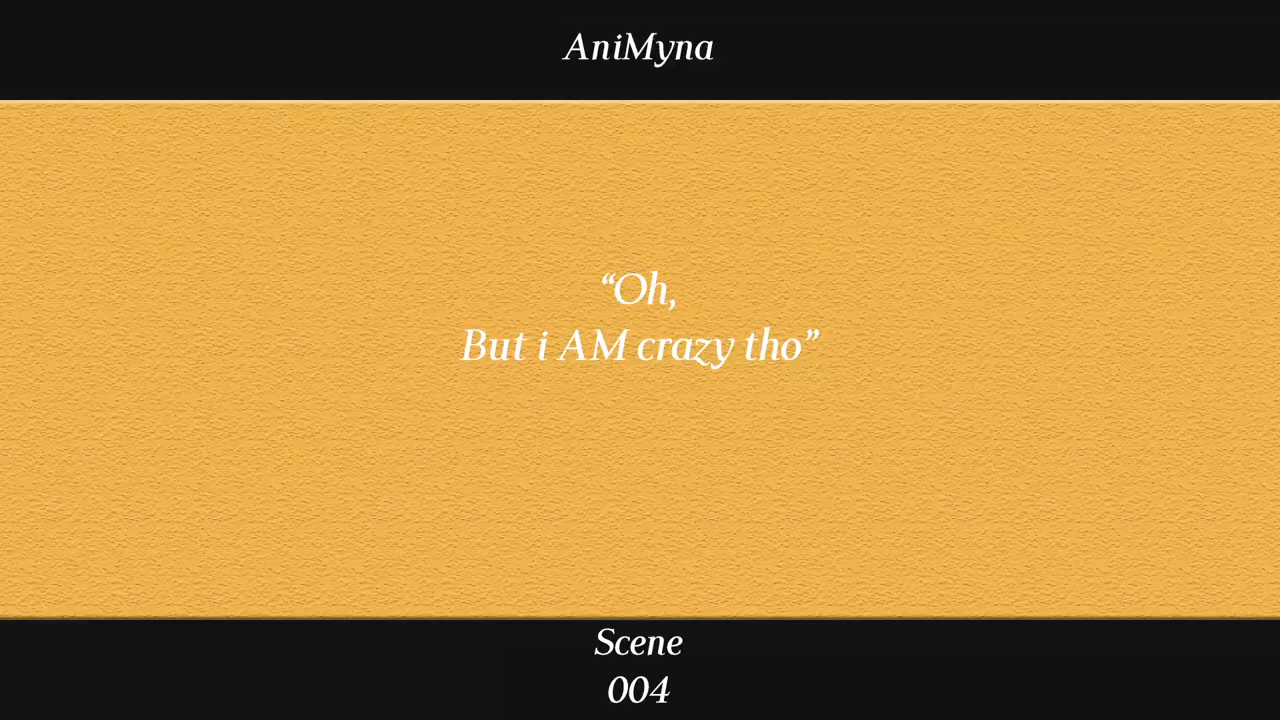 AniMyna
“Oh,
But i AM crazy tho”
Scene
004